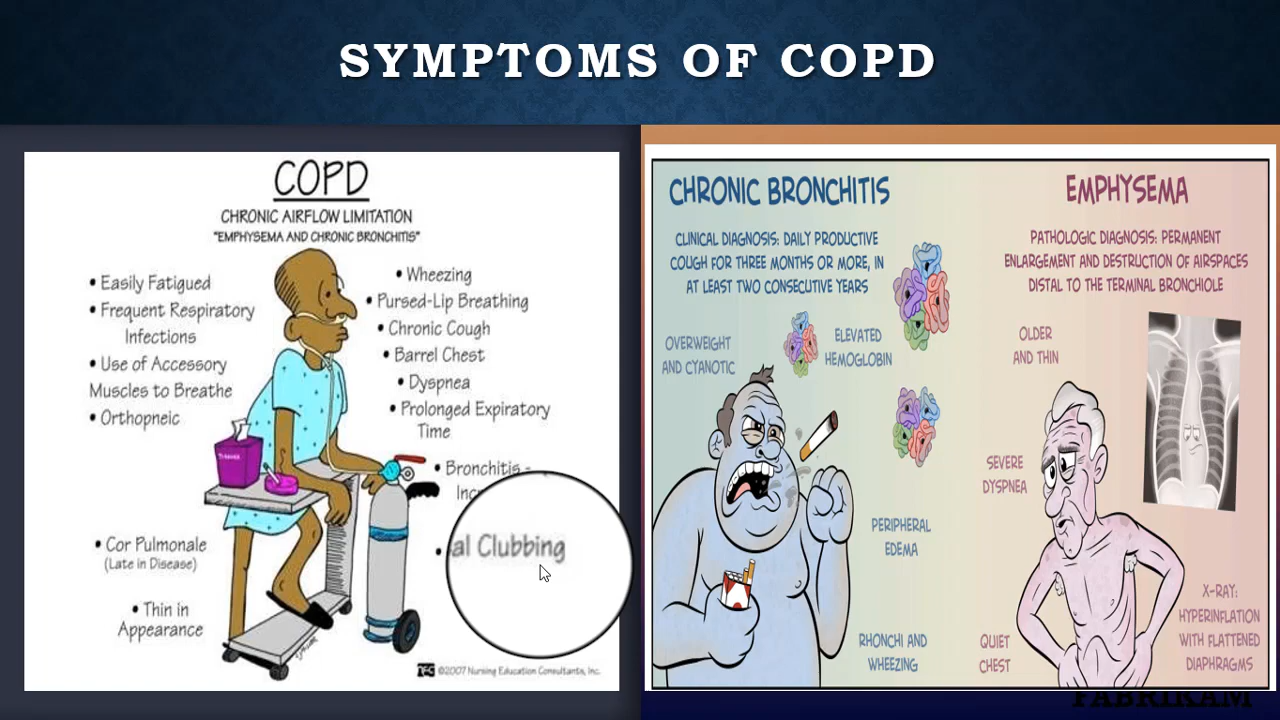 SYMPTOMS OF COPD
COPD
CHRONIC AIRFLOW LIMITATION
"EMPHYSEMA AND CHRONIC BRONCHITIS"
• Easily Fatigued
• Frequent Respiratory
Infections
• Use of Accessory
Muscles to Breathe
• Orthopneic
• Cor Pulmonale
(Late in Disease)
• Thin in
Appearance
• Wheezing
• Pursed-Lip Breathing
• Chronic Cough
• Barrel Chest
• Dyspnea
• Prolonged Expiratory
Time
• Bronchitis -
Inc
• al Clubbing
©2007 Nursing Education Consultants, Inc.
CHRONIC BRONCHITIS
CLINICAL DIAGNOSIS: DAILY PRODUCTIVE
COUGH FOR THREE MONTHS OR MORE, IN
AT LEAST TWO CONSECUTIVE YEARS
OVERWEIGHT
AND CYANOTIC
ELEVATED
HEMOGLOBIN
PERIPHERAL
EDEMA
RHONCHI AND
WHEEZING
EMPHYSEMA
PATHOLOGIC DIAGNOSIS: PERMANENT
ENLARGEMENT AND DESTRUCTION OF AIRSPACES
DISTAL TO THE TERMINAL BRONCHIOLE
OLDER
AND THIN
SEVERE
DYSPNEA
QUIET
CHEST
X-RAY:
HYPERINFLATION
WITH FLATTENED
DIAPHRAGMS
FABRIKAM